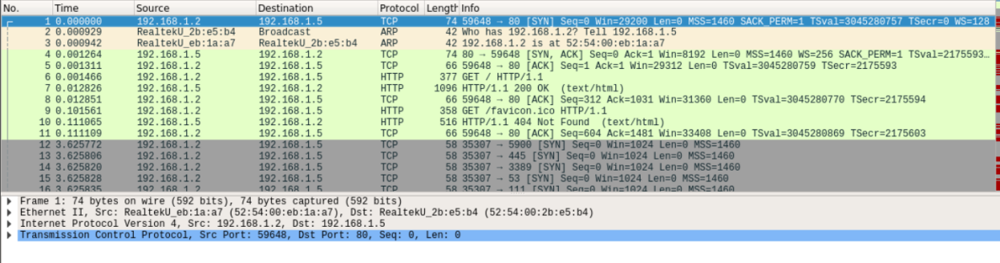 No. Time Source Destination Protocol Length Info
1 0.000000 192.168.1.2 192.168.1.5 TCP 74 59648 → 80 [SYN] Seq=0 Win=29200 Len=0 MSS=1460 SACK_PERM=1 TSval=3045280757 TSecr=0 WS=128
2 0.000929 RealtekU_2b:e5:b4 Broadcast ARP 42 Who has 192.168.1.2? Tell 192.168.1.5
3 0.000942 RealtekU_eb:1a:a7 RealtekU_2b:e5:b4 ARP 42 192.168.1.2 is at 52:54:00:eb:1a:a7
4 0.001264 192.168.1.5 192.168.1.2 TCP 74 80 → 59648 [SYN, ACK] Seq=0 Ack=1 Win=8192 Len=0 MSS=1460 WS=256 SACK_PERM=1 TSval=2175593…
5 0.001311 192.168.1.2 192.168.1.5 TCP 66 59648 → 80 [ACK] Seq=1 Ack=1 Win=29312 Len=0 TSval=3045280759 TSecr=2175593
6 0.001466 192.168.1.2 192.168.1.5 HTTP 377 GET / HTTP/1.1
7 0.012826 192.168.1.5 192.168.1.2 HTTP 1096 HTTP/1.1 200 OK (text/html)
8 0.012851 192.168.1.2 192.168.1.5 TCP 66 59648 → 80 [ACK] Seq=312 Ack=1031 Win=31360 Len=0 TSval=3045280770 TSecr=2175594
9 0.101561 192.168.1.2 192.168.1.5 HTTP 358 GET /favicon.ico HTTP/1.1
10 0.111065 192.168.1.5 192.168.1.2 HTTP 516 HTTP/1.1 404 Not Found (text/html)
11 0.111109 192.168.1.2 192.168.1.5 TCP 66 59648 → 80 [ACK] Seq=604 Ack=1481 Win=33408 Len=0 TSval=3045280869 TSecr=2175603
12 3.625772 192.168.1.2 192.168.1.5 TCP 58 35307 → 5900 [SYN] Seq=0 Win=1024 Len=0 MSS=1460
13 3.625806 192.168.1.2 192.168.1.5 TCP 58 35307 → 445 [SYN] Seq=0 Win=1024 Len=0 MSS=1460
14 3.625820 192.168.1.2 192.168.1.5 TCP 58 35307 → 3389 [SYN] Seq=0 Win=1024 Len=0 MSS=1460
15 3.625828 192.168.1.2 192.168.1.5 TCP 58 35307 → 53 [SYN] Seq=0 Win=1024 Len=0 MSS=1460
16 3.625835 192.168.1.2 192.168.1.5 TCP 58 35307 → 111 [SYN] Seq=0 Win=1024 Len=0 MSS=1460
Frame 1: 74 bytes on wire (592 bits), 74 bytes captured (592 bits)
Ethernet II, Src: RealtekU_eb:1a:a7 (52:54:00:eb:1a:a7), Dst: RealtekU_2b:e5:b4 (52:54:00:2b:e5:b4)
Internet Protocol Version 4, Src: 192.168.1.2, Dst: 192.168.1.5
Transmission Control Protocol, Src Port: 59648, Dst Port: 80, Seq: 0, Len: 0